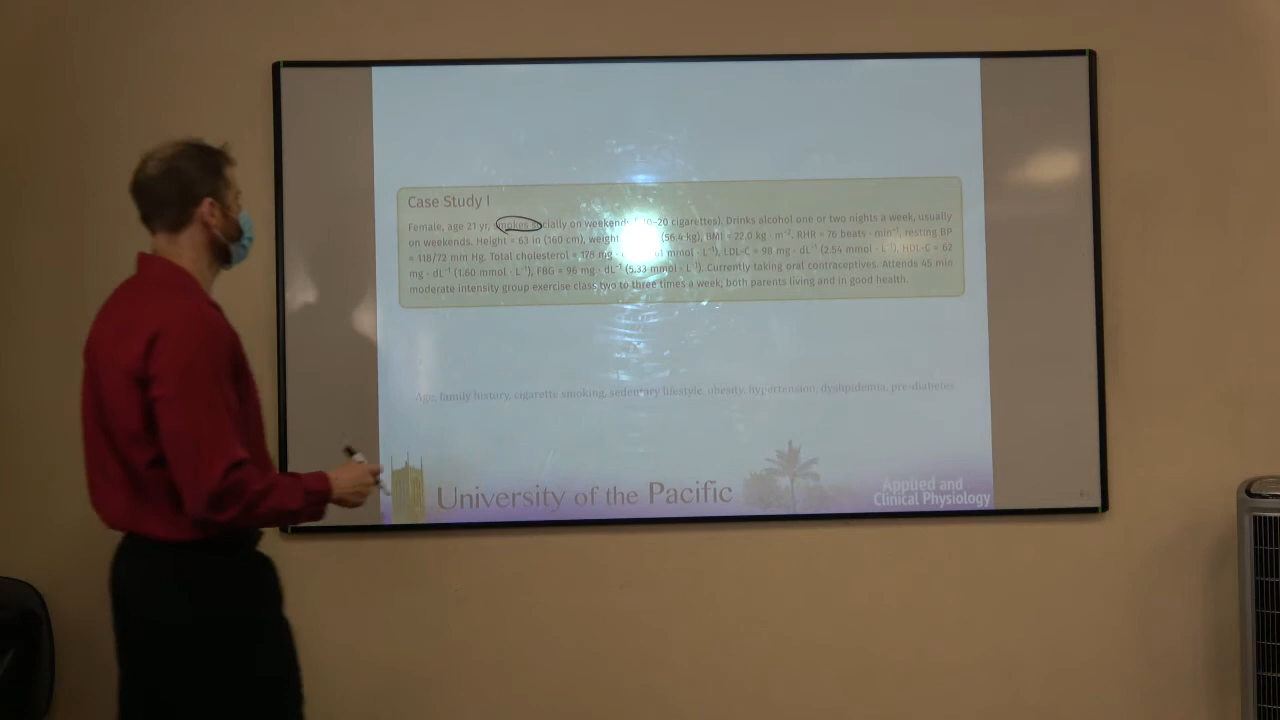 Case Study I
Female, age 21 yr, smokes socially on weekends 10–20 cigarettes). Drinks alcohol one or two nights a week, usually
on weekends. Height = 63 in (160 cm), weight (56.4 kg), BMI = 22.0 kg · m⁻², RHR = 76 beats · min⁻¹, resting BP
= 118/72 mm Hg. Total cholesterol = 178 mg · mmol · L⁻¹), LDL-C = 98 mg · dL⁻¹ (2.54 mmol · L⁻¹), HDL-C = 62
mg · dL⁻¹ (1.60 mmol · L⁻¹), FBG = 96 mg · dL⁻¹ (5.33 mmol · L⁻¹). Currently taking oral contraceptives. Attends 45 min
moderate intensity group exercise class two to three times a week; both parents living and in good health.
Age, family history, cigarette smoking, sedentary lifestyle, obesity, hypertension, dyslipidemia, pre-diabetes
University of the Pacific
Applied and
Clinical Physiology